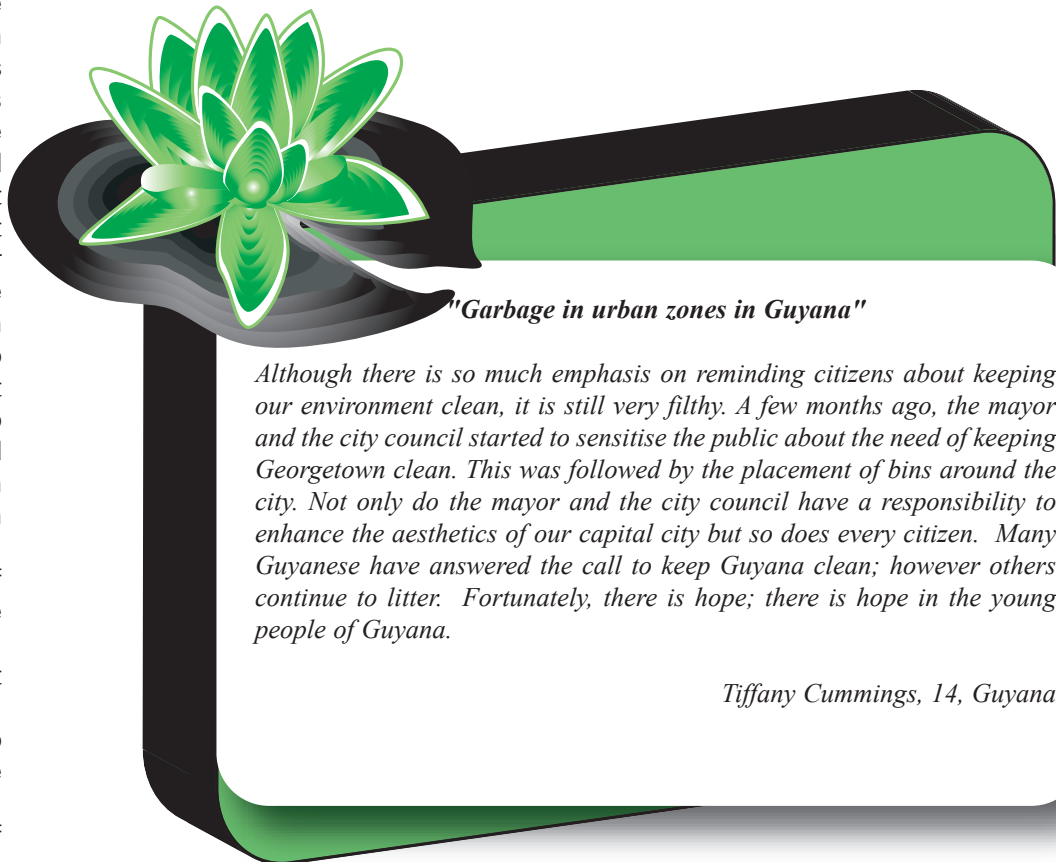 "Garbage in urban zones in Guyana"
Although there is so much emphasis on reminding citizens about keeping
our environment clean, it is still very filthy. A few months ago, the mayor
and the city council started to sensitise the public about the need of keeping
Georgetown clean. This was followed by the placement of bins around the
city. Not only do the mayor and the city council have a responsibility to
enhance the aesthetics of our capital city but so does every citizen.  Many
Guyanese have answered the call to keep Guyana clean; however others
continue to litter.  Fortunately, there is hope; there is hope in the young
people of Guyana.
Tiffany Cummings, 14, Guyana